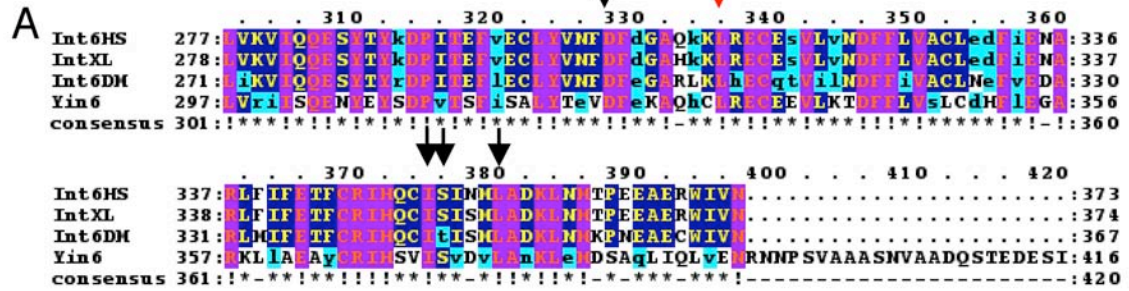 A
. . 310 . . 320 . . 330 . . 340 . . 350 . . 360
Int6HS 277:LVKVIQQESYTYkDPITEFvECLYVNFDFdGAQkKLRECEsVLvNDFFLVACLedFiENA:336
IntXL 278:LVKVIQQESYTYkDPITEFvECLYVNFDFdGAHkKLRECEsVLvNDFFLVACLedFiENA:337
Int6DM 271:LiKVIQQESYTYrDPITEFlECLYVNFDFeGARLKLhECqtVilNDFFiVACLNeFvEDA:330
Yin6 297:LVriISQENYEYSDPvTSFiSALYTeVDFeKAQhCLRECEEVLKTDFFLVsLCdHFlEGA:356
consensus 301: :360
. . 370 . . 380 . . 390 . . 400 . . 410 . . 420
Int6HS 337:RLFIFETFCRIHQCISINMLADKLNMTPEEAERWIVN.......................:373
IntXL 338:RLFIFETFCRIHQCISISMLADKLNMTPEEAERWIVN.......................:374
Int6DM 331:RLMIFETFCRIHQCItISMLADKLNMKPNEAECWIVN.......................:367
Yin6 357:RKLlAEAyCRIHSVISvDvLAnKLeMDSAqLIQLvENRNNPSVAAASNVAADQSTEDESI:416
consensus 361: :420